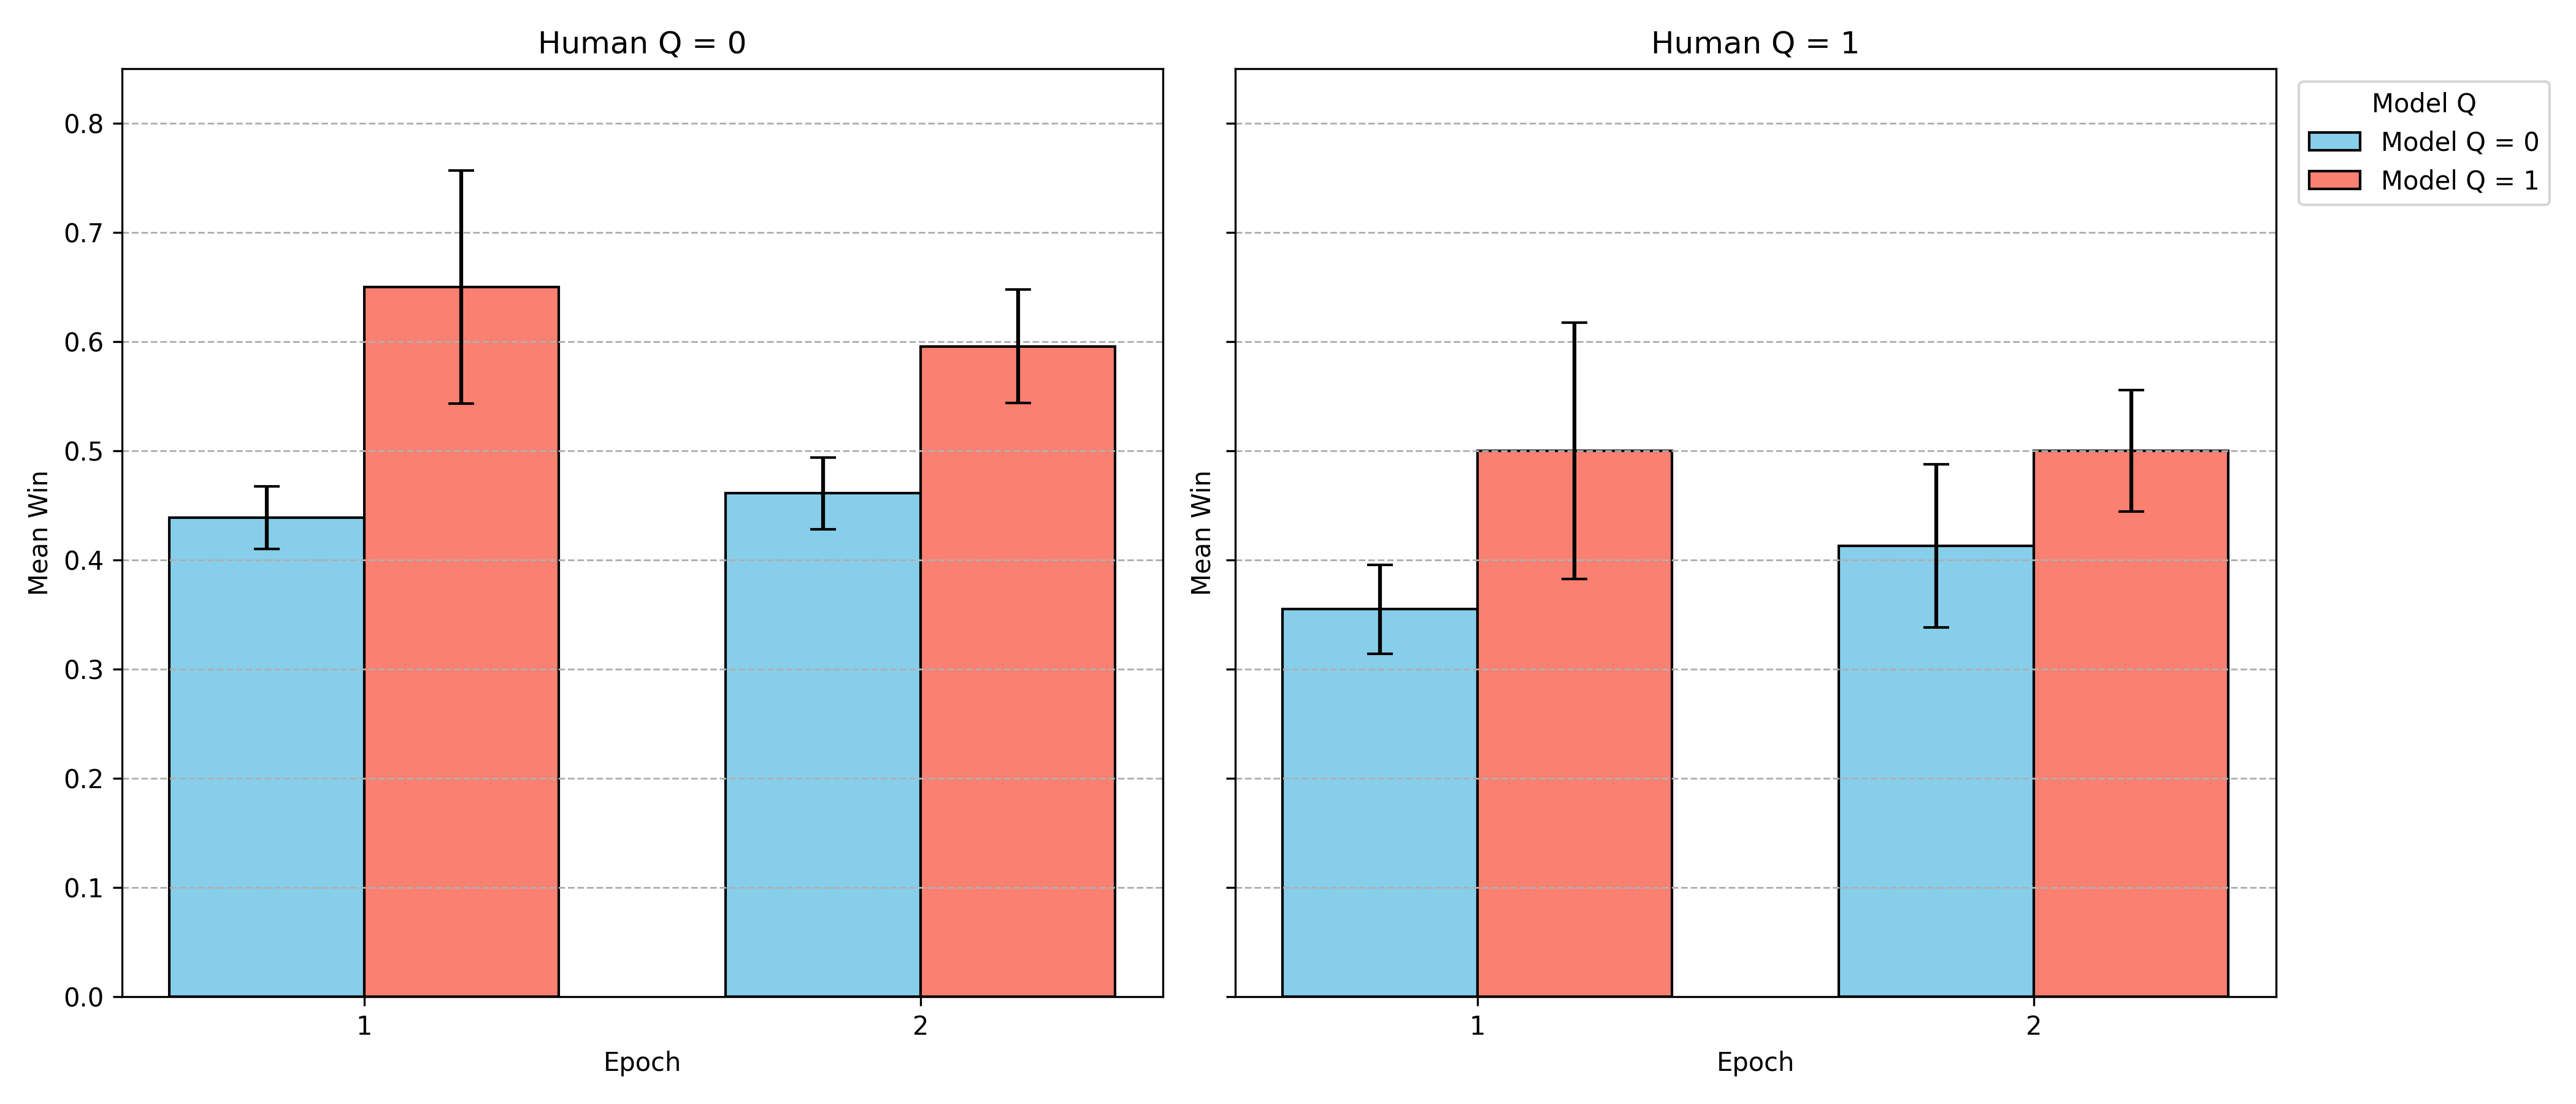 Human Q = 0
Mean Win
0.8
0.7
0.6
0.5
0.4
0.3
0.2
0.1
0.0
1
2
Epoch
Human Q = 1
Mean Win
1
2
Epoch
Model Q
Model Q = 0
Model Q = 1